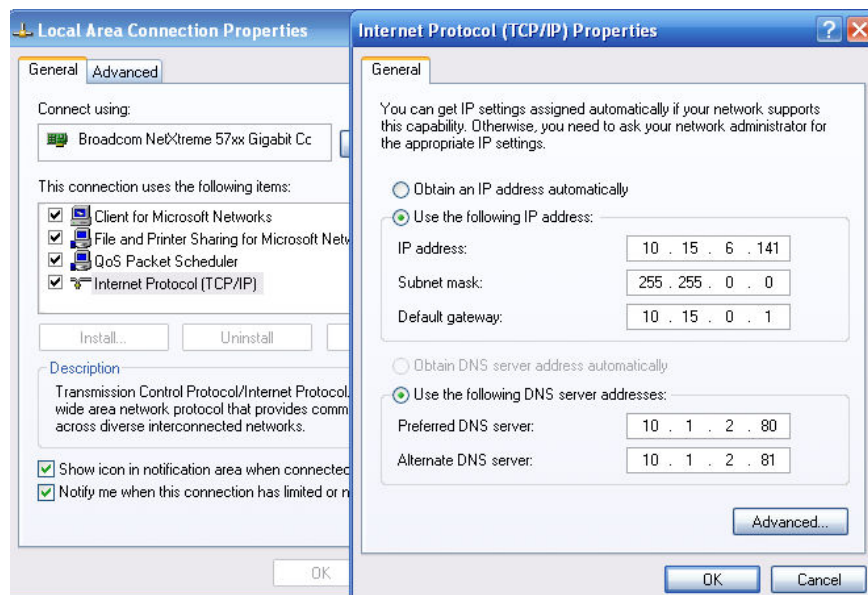 Local Area Connection Properties
General
Advanced
Connect using:
Broadcom NetXtreme 57xx Gigabit Cc
This connection uses the following items:
Client for Microsoft Networks
File and Printer Sharing for Microsoft Netw
QoS Packet Scheduler
Internet Protocol (TCP/IP)
Install...
Uninstall
Description
Transmission Control Protocol/Internet Protocol.
wide area network protocol that provides comm
across diverse interconnected networks.
Show icon in notification area when connected
Notify me when this connection has limited or n
OK
Internet Protocol (TCP/IP) Properties
General
You can get IP settings assigned automatically if your network supports
this capability. Otherwise, you need to ask your network administrator for
the appropriate IP settings.
Obtain an IP address automatically
Use the following IP address:
IP address: 10 . 15 . 6 . 141
Subnet mask: 255 . 255 . 0 . 0
Default gateway: 10 . 15 . 0 . 1
Obtain DNS server address automatically
Use the following DNS server addresses:
Preferred DNS server: 10 . 1 . 2 . 80
Alternate DNS server: 10 . 1 . 2 . 81
Advanced...
OK
Cancel